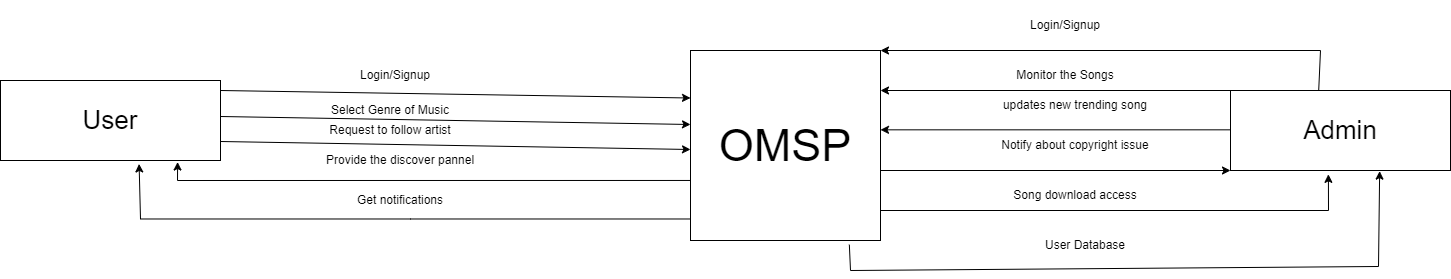 Login/Signup
Login/Signup
Monitor the Songs
Select Genre of Music
updates new trending song
User
Request to follow artist
OMSP
Admin
Provide the discover pannel
Notify about copyright issue
Get notifications
Song download access
User Database